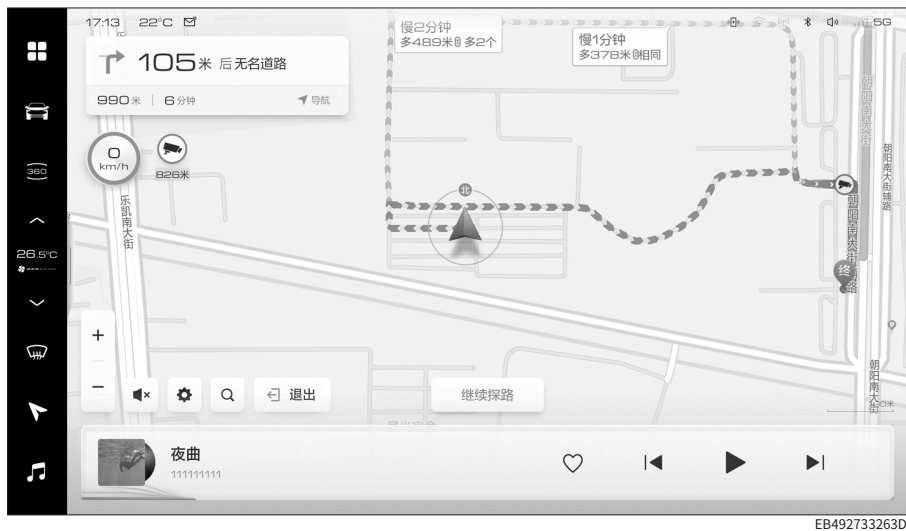 17:13 22°C
5G
105米 后无名道路
990米 | 6分钟
导航
慢2分钟
多489米 多2个
慢1分钟
多378米 相同
0
km/h
826米
360
26.5°C
北
终
乐凯南大街
朝阳南大街
朝阳南大街辅路
朝阳南大街
+
−
退出
继续探路
夜曲
111111111
EB492733263D